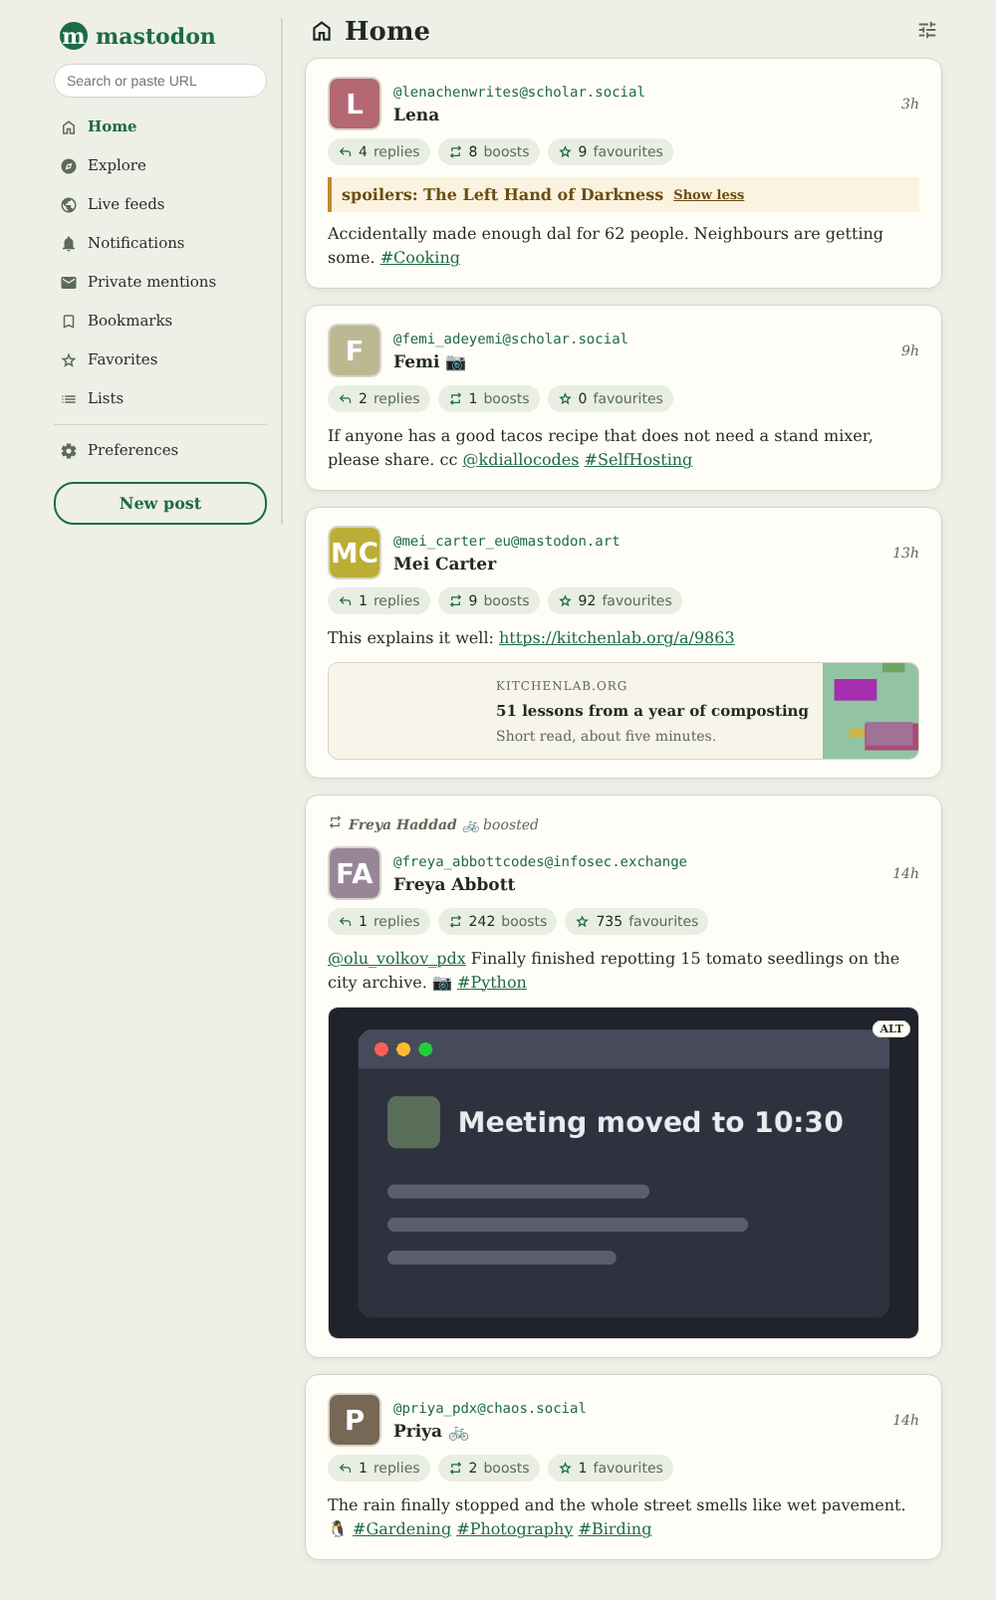 mastodon
Search or paste URL
Home
Explore
Live feeds
Notifications
Private mentions
Bookmarks
Favorites
Lists
Preferences
New post
Home
L
@lenachenwrites@scholar.social
Lena
3h
4 replies
8 boosts
9 favourites
spoilers: The Left Hand of Darkness Show less
Accidentally made enough dal for 62 people. Neighbours are getting
some. #Cooking
F
@femi_adeyemi@scholar.social
Femi 📷
9h
2 replies
1 boosts
0 favourites
If anyone has a good tacos recipe that does not need a stand mixer,
please share. cc @kdiallocodes #SelfHosting
MC
@mei_carter_eu@mastodon.art
Mei Carter
13h
1 replies
9 boosts
92 favourites
This explains it well: https://kitchenlab.org/a/9863
KITCHENLAB.ORG
51 lessons from a year of composting
Short read, about five minutes.
Freya Haddad 🚲 boosted
FA
@freya_abbottcodes@infosec.exchange
Freya Abbott
14h
1 replies
242 boosts
735 favourites
@olu_volkov_pdx Finally finished repotting 15 tomato seedlings on the
city archive. 📷 #Python
ALT
Meeting moved to 10:30
P
@priya_pdx@chaos.social
Priya 🚲
14h
1 replies
2 boosts
1 favourites
The rain finally stopped and the whole street smells like wet pavement.
🐧 #Gardening #Photography #Birding